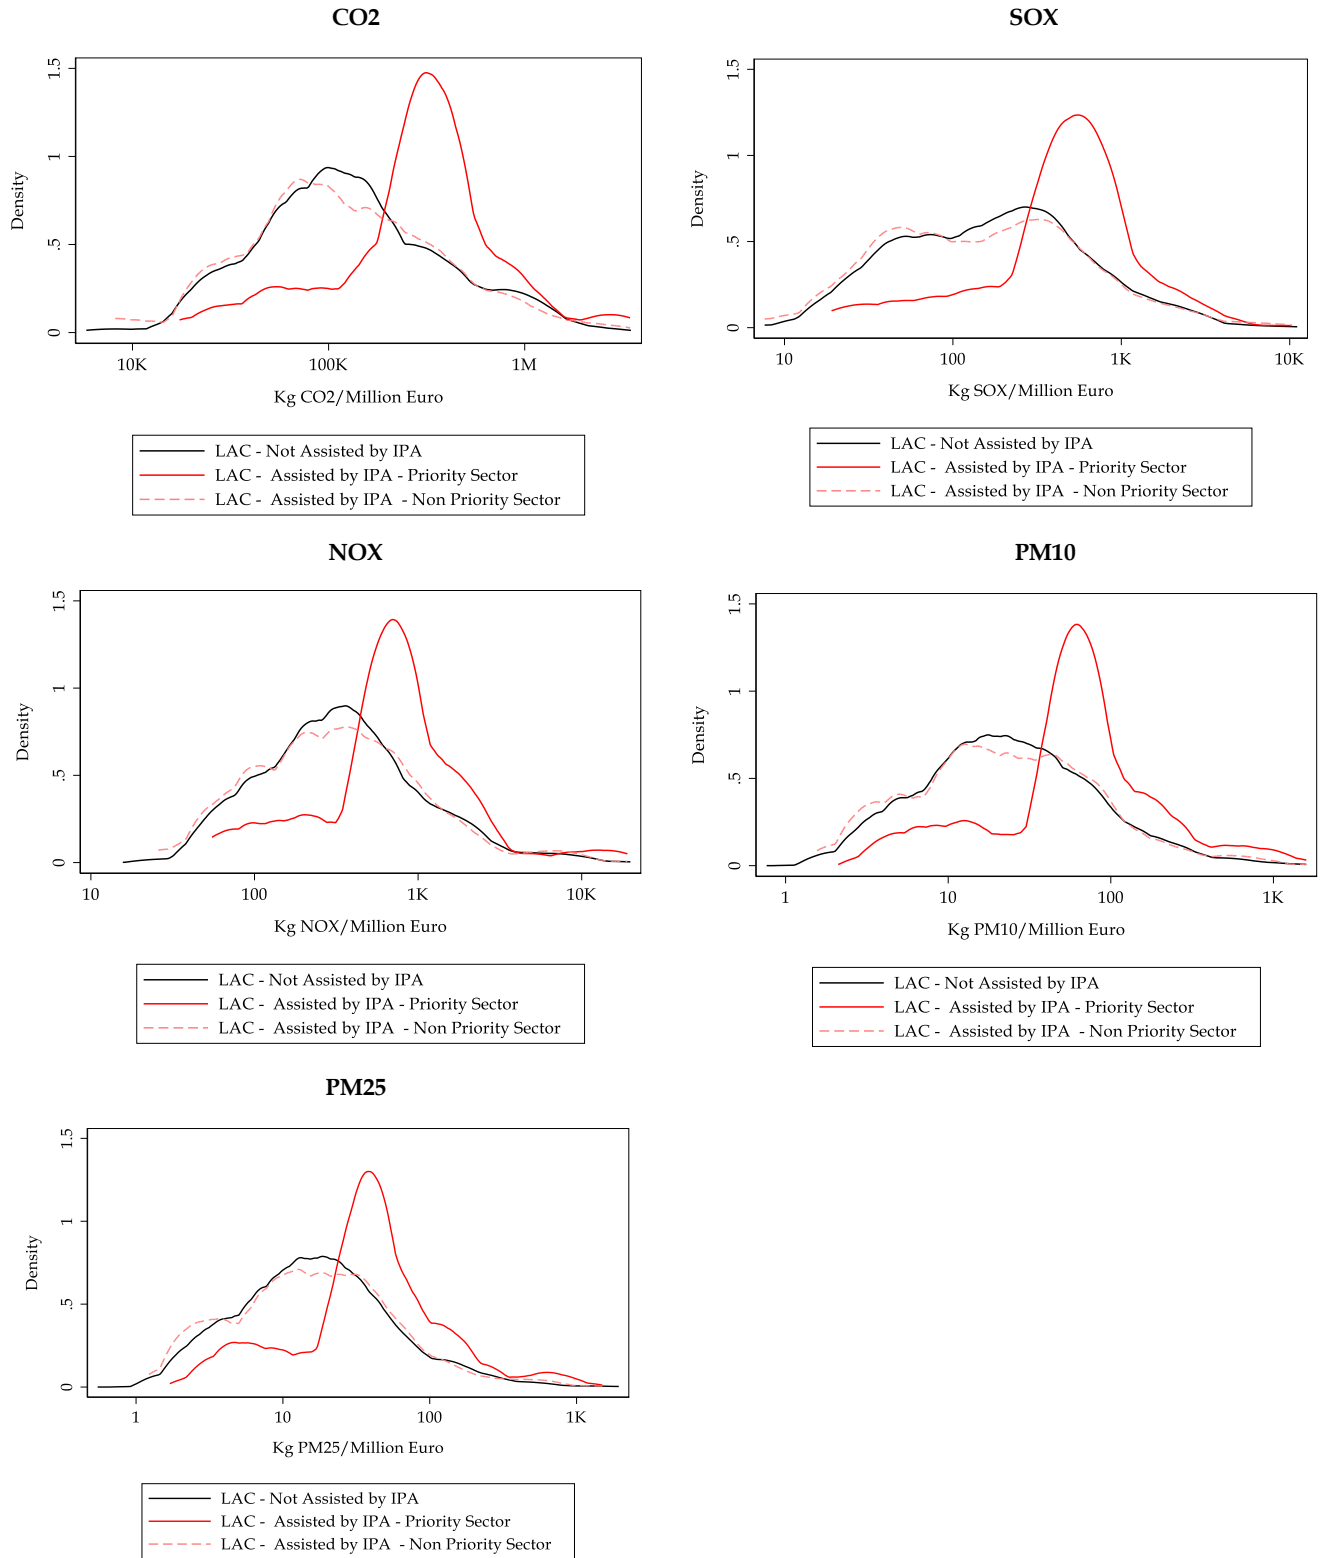 CO2
1.5
1
.5
0
Density
10K
100K
1M
Kg CO2/Million Euro
LAC - Not Assisted by IPA
LAC - Assisted by IPA - Priority Sector
LAC - Assisted by IPA - Non Priority Sector
SOX
1.5
1
.5
0
Density
10
100
1K
10K
Kg SOX/Million Euro
LAC - Not Assisted by IPA
LAC - Assisted by IPA - Priority Sector
LAC - Assisted by IPA - Non Priority Sector
NOX
1.5
1
.5
0
Density
10
100
1K
10K
Kg NOX/Million Euro
LAC - Not Assisted by IPA
LAC - Assisted by IPA - Priority Sector
LAC - Assisted by IPA - Non Priority Sector
PM10
1.5
1
.5
0
Density
1
10
100
1K
Kg PM10/Million Euro
LAC - Not Assisted by IPA
LAC - Assisted by IPA - Priority Sector
LAC - Assisted by IPA - Non Priority Sector
PM25
1.5
1
.5
0
Density
1
10
100
1K
Kg PM25/Million Euro
LAC - Not Assisted by IPA
LAC - Assisted by IPA - Priority Sector
LAC - Assisted by IPA - Non Priority Sector